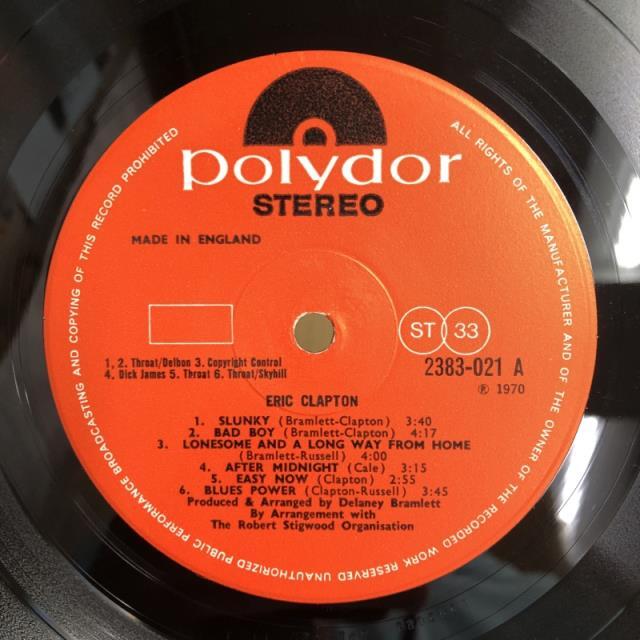 polydor
STEREO
MADE IN ENGLAND
ST 33
1, 2. Throat/Delbon 3. Copyright Control
4. Dick James 5. Throat 6. Throat/Skyhill
2383-021 A
℗ 1970
ERIC CLAPTON
1. SLUNKY (Bramlett-Clapton) 3:40
2. BAD BOY (Bramlett-Clapton) 4:17
3. LONESOME AND A LONG WAY FROM HOME
(Bramlett-Russell) 4:00
4. AFTER MIDNIGHT (Cale) 3:15
5. EASY NOW (Clapton) 2:55
6. BLUES POWER (Clapton-Russell) 3:45
Produced & Arranged by Delaney Bramlett
By Arrangement with
The Robert Stigwood Organisation
ALL RIGHTS OF THE MANUFACTURER AND OF THE OWNER OF THE RECORDED WORK RESERVED UNAUTHORIZED PUBLIC PERFORMANCE BROADCASTING AND COPYING OF THIS RECORD PROHIBITED